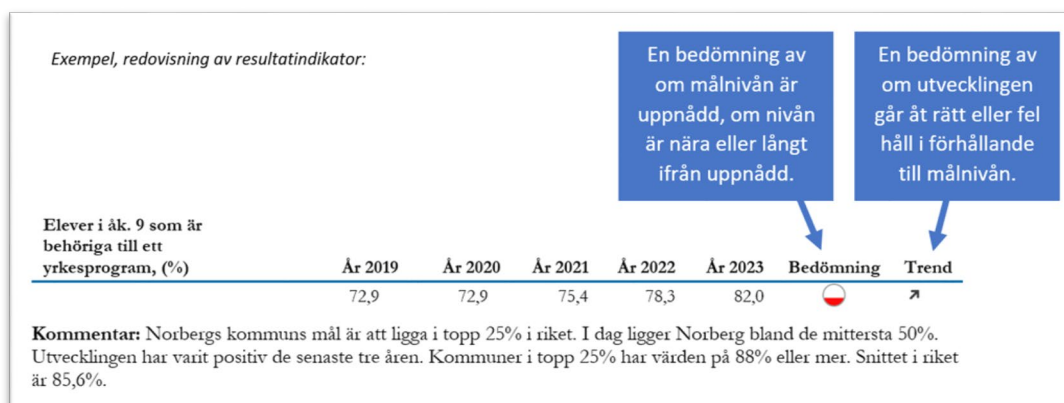 Exempel, redovisning av resultatindikator:
En bedömning av
om målnivån är
uppnådd, om nivån
är nära eller långt
ifrån uppnådd.
En bedömning av
om utvecklingen
går åt rätt eller fel
håll i förhållande
till målnivån.
Elever i åk. 9 som är
behöriga till ett
yrkesprogram, (%) År 2019 År 2020 År 2021 År 2022 År 2023 Bedömning Trend
72,9 72,9 75,4 78,3 82,0
Kommentar: Norbergs kommuns mål är att ligga i topp 25% i riket. I dag ligger Norberg bland de mittersta 50%.
Utvecklingen har varit positiv de senaste tre åren. Kommuner i topp 25% har värden på 88% eller mer. Snittet i riket
är 85,6%.